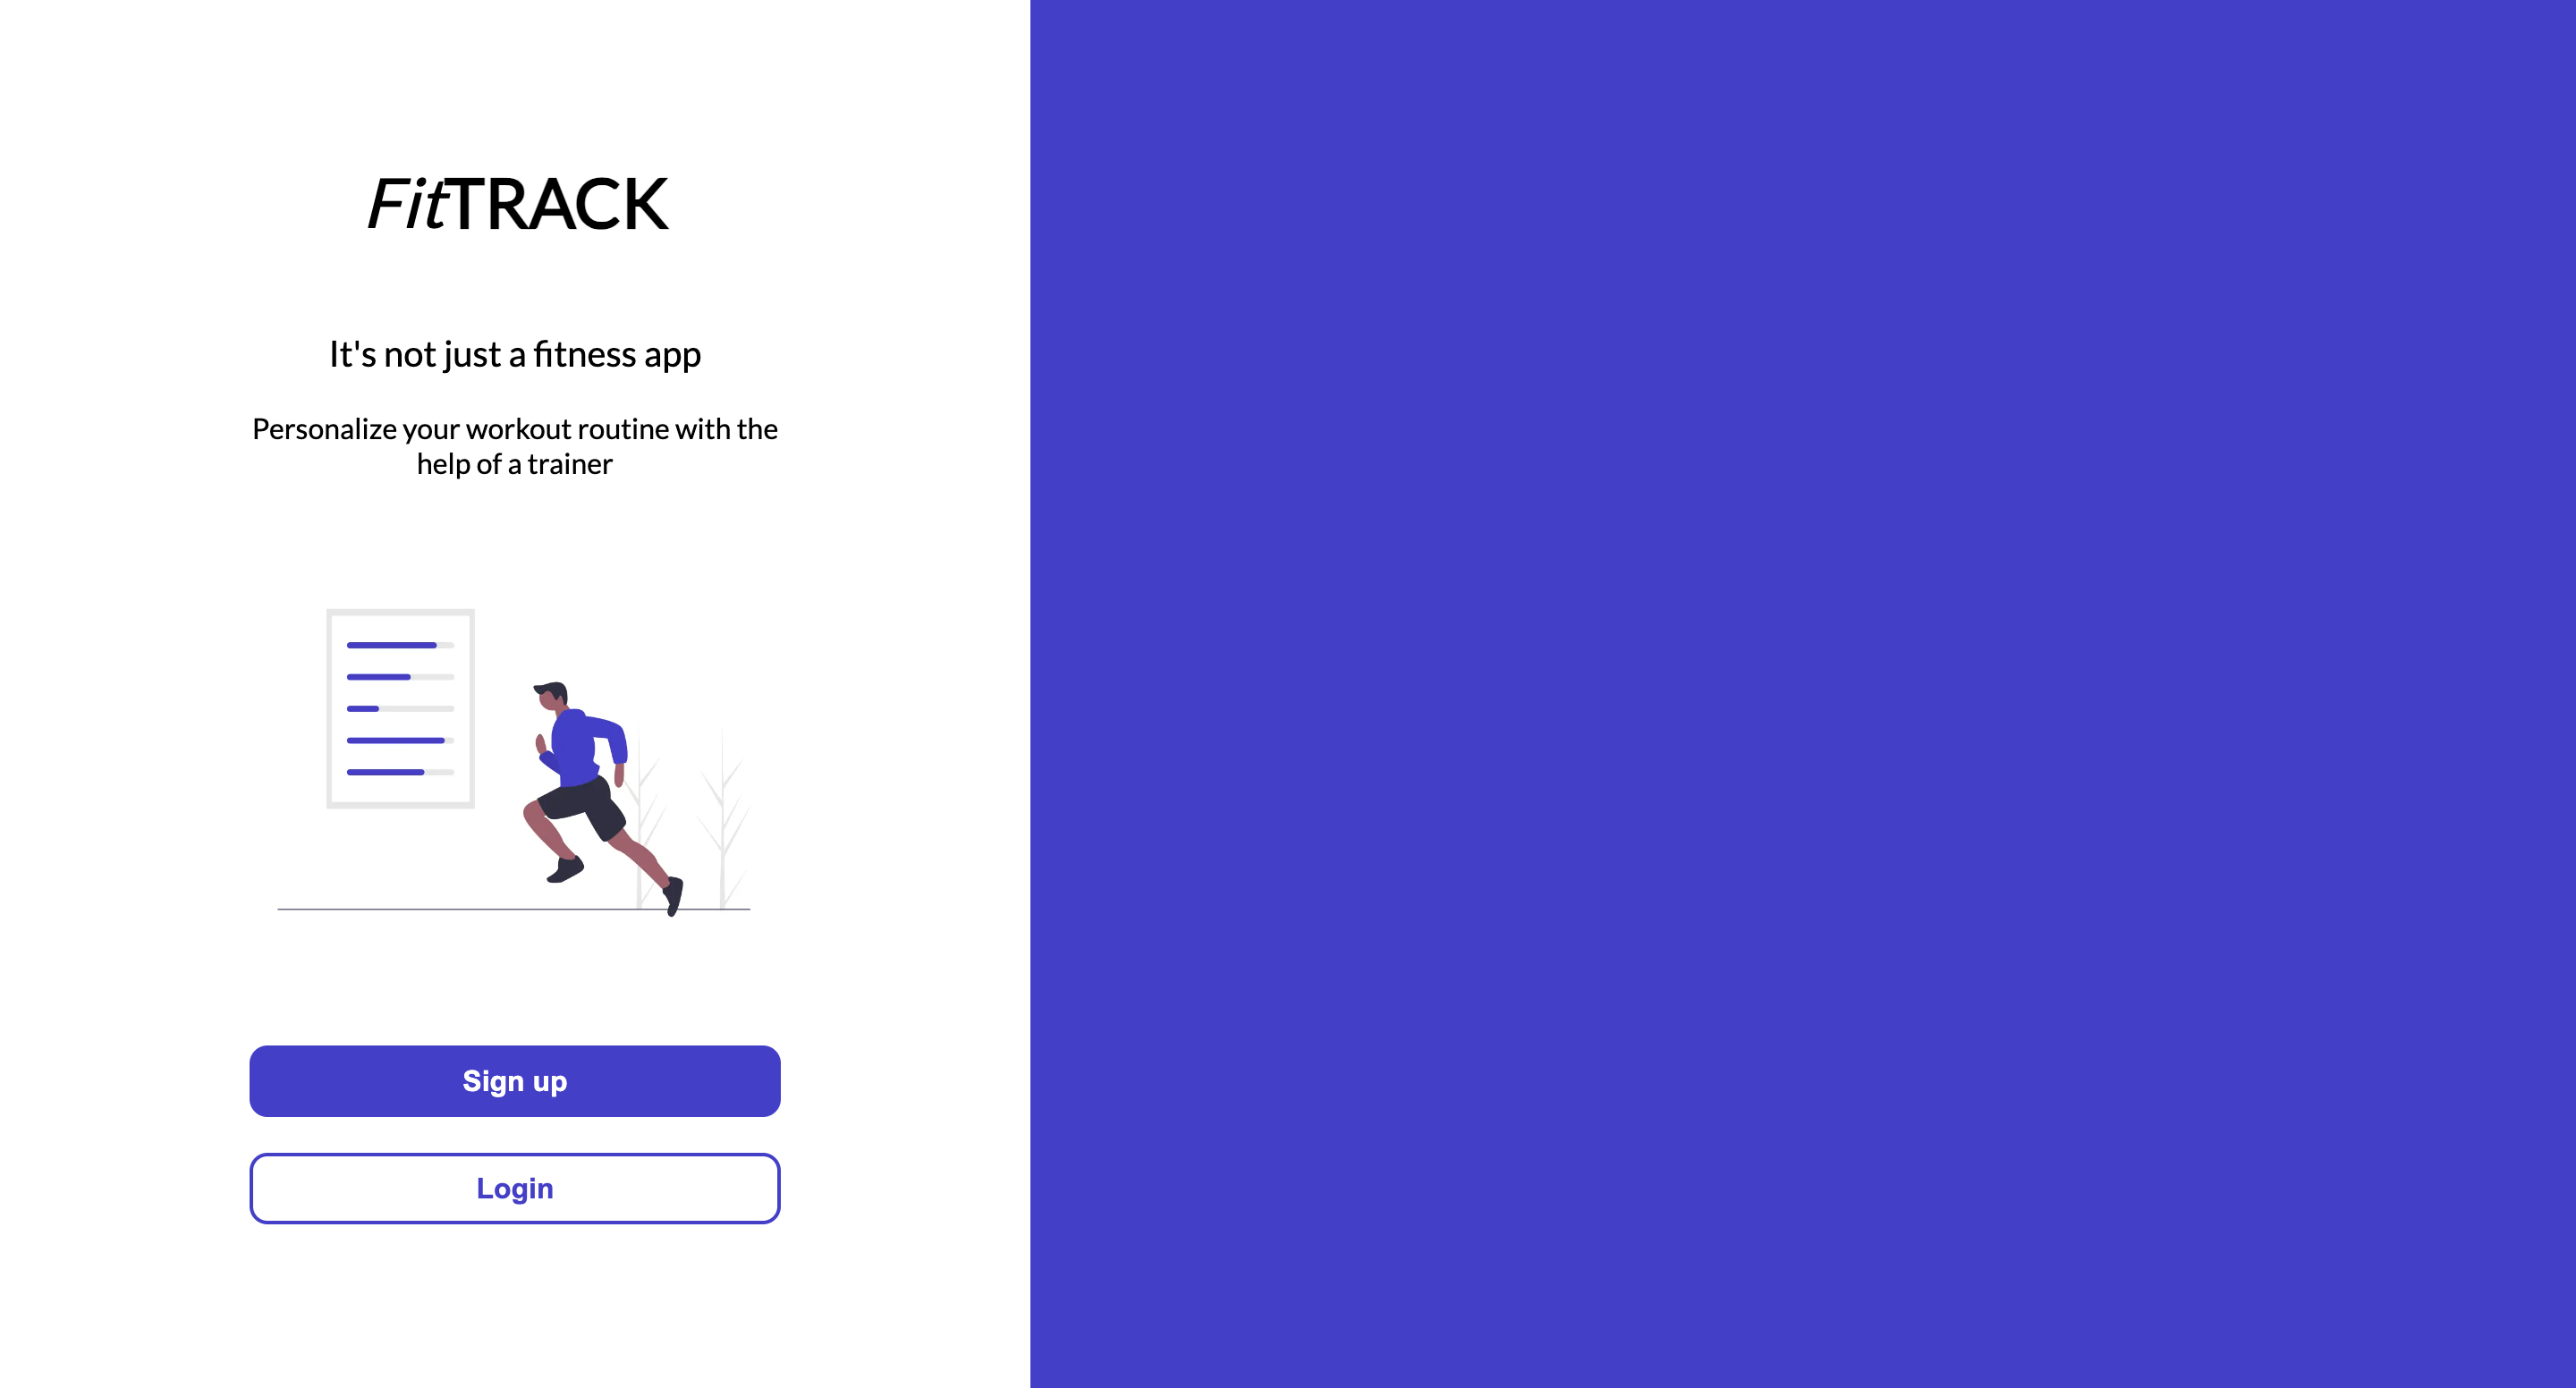 FitTRACK
It's not just a fitness app
Personalize your workout routine with the
help of a trainer
Sign up
Login